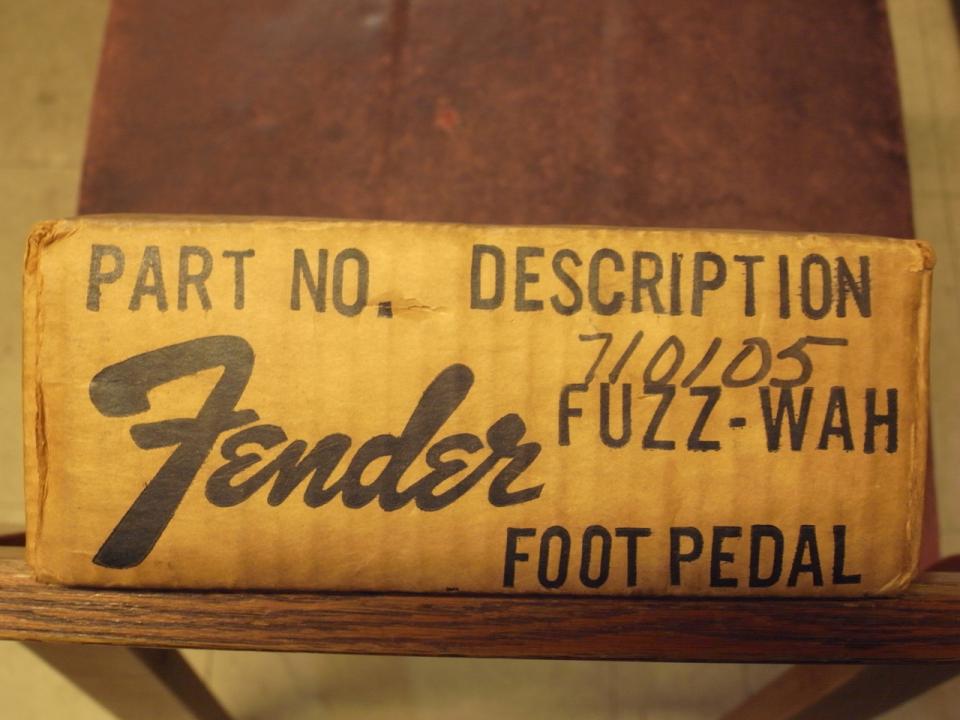 PART NO. DESCRIPTION
710105
Fender FUZZ-WAH
FOOT PEDAL